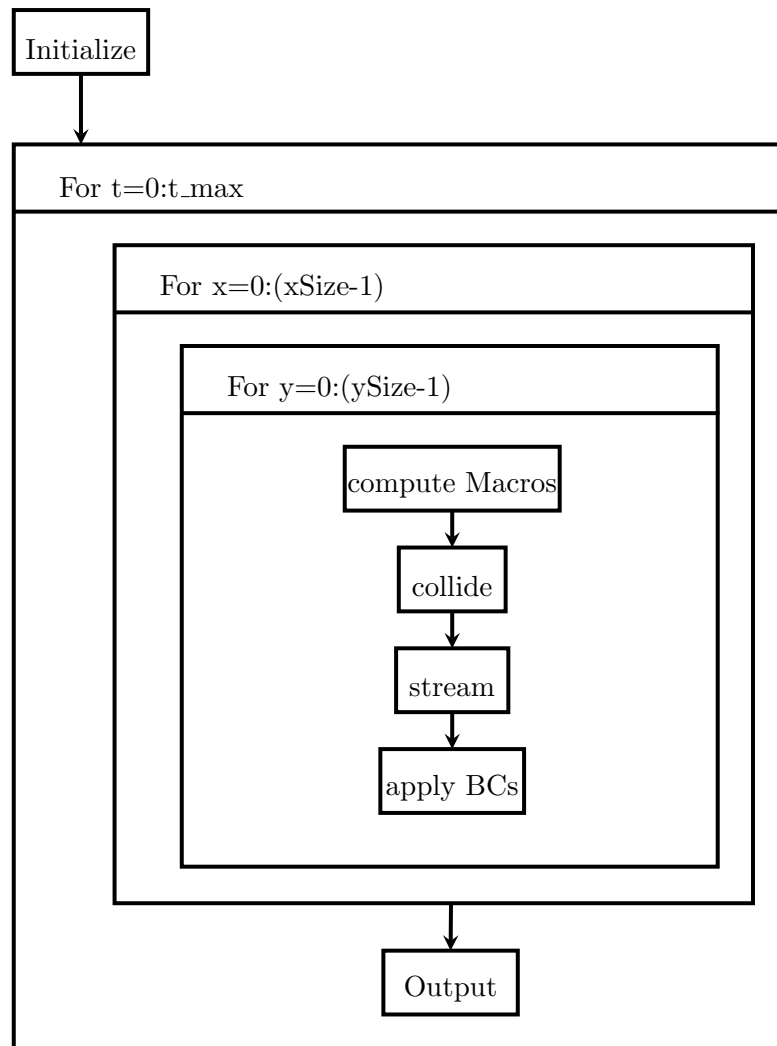 Initialize
For t=0:t_max
For x=0:(xSize-1)
For y=0:(ySize-1)
compute Macros
collide
stream
apply BCs
Output